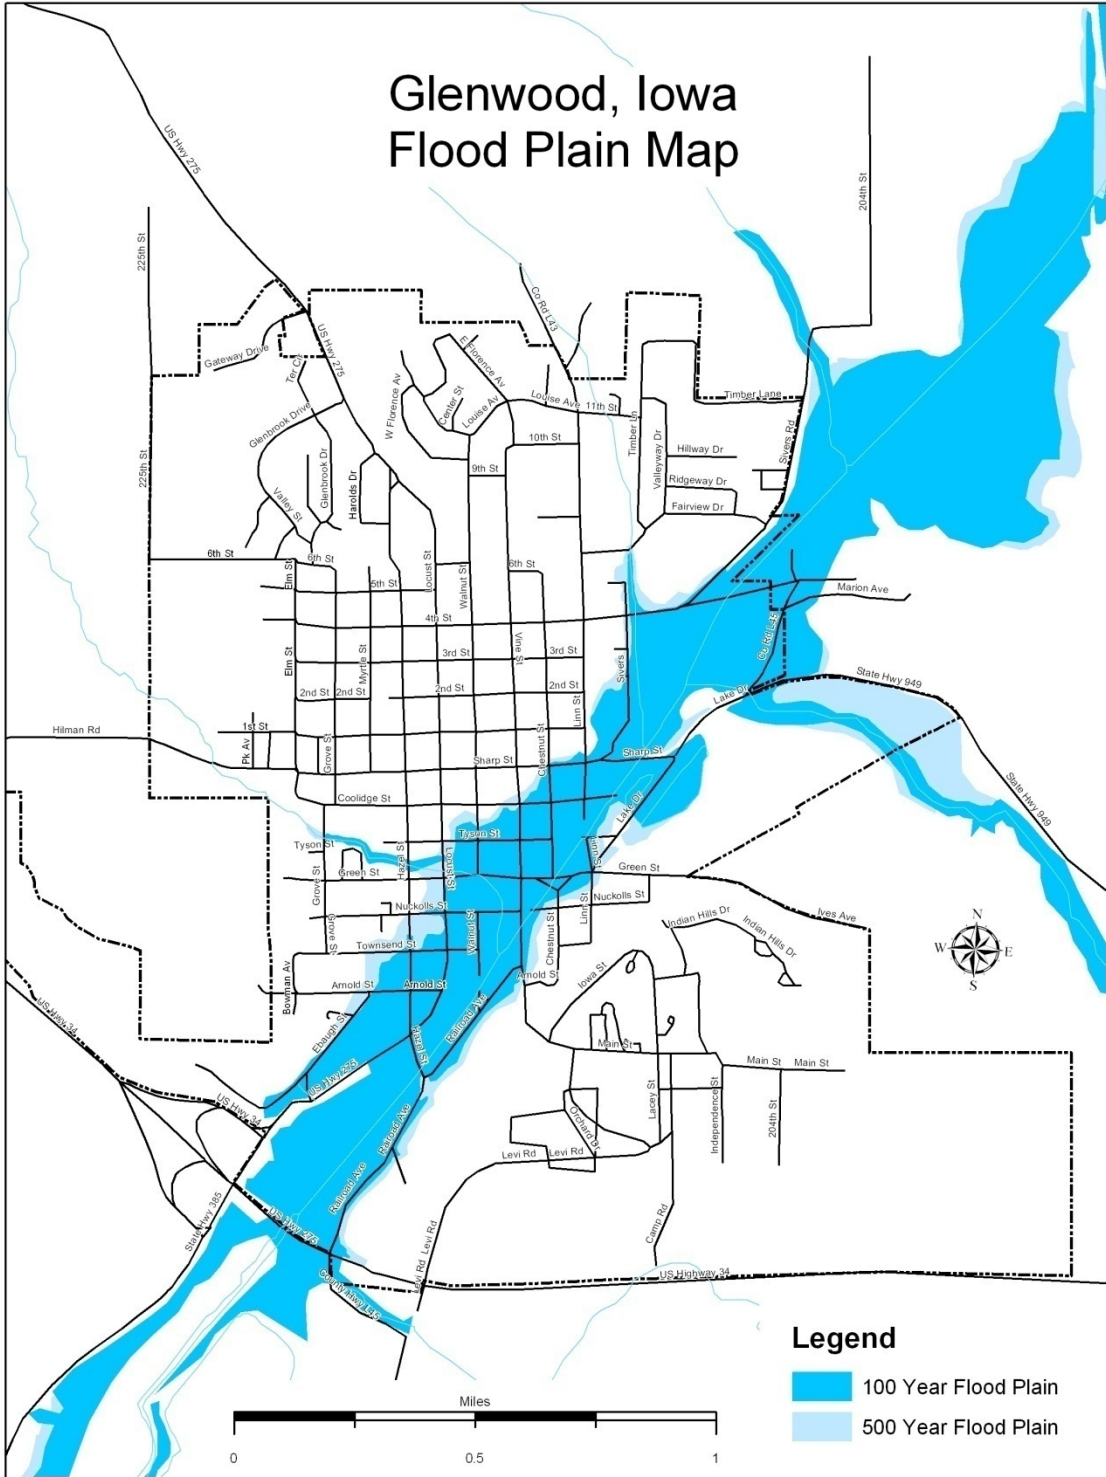 Glenwood, Iowa
Flood Plain Map
US Hwy 275
204th St
225th St
Co Rd L43
US Hwy 275
Gateway Drive
Ter Cir
E Florence Av
W Florence Av
Center St
Louise Av
Louise Ave
11th St
Timber Lane
Timber Ln
Glenbrook Drive
Sivers Rd
10th St
Valleyway Dr
Hillway Dr
225th St
Glenbrook Dr
Harolds Dr
9th St
Ridgeway Dr
Valley St
Fairview Dr
6th St
6th St
Elm St
5th St
Locust St
Walnut St
6th St
Marion Ave
4th St
Co Rd L45
Vine St
Elm St
Myrtle St
3rd St
3rd St
Sivers
State Hwy 949
2nd St
2nd St
2nd St
2nd St
Lake Dr
Linn St
Hilman Rd
1st St
Pk Av
Grove St
Sharp St
Chestnut St
Sharp St
State Hwy 949
Coolidge St
Lake Dr
Tyson St
Tyson St
Hazel St
Locust St
Linn St
Grove St
Green St
Green St
Nuckolls St
Nuckolls St
Grove St
Walnut St
Chestnut St
Linn St
Indian Hills Dr
Indian Hills Dr
Ives Ave
Townsend St
N
W
E
S
Bowman Av
Arnold St
Arnold St
Arnold St
Iowa St
US Hwy 34
Ebaugh St
Hazel St
Railroad Ave
Main St
Main St
Main St
US Hwy 275
US Hwy 34
Lacey St
Independence St
204th St
Orchard Dr
Railroad Ave
Levi Rd
Levi Rd
Railroad Ave
State Hwy 385
US Hwy 275
Levi Rd
Levi Rd
Camp Rd
US Highway 34
County Hwy L45
Legend
100 Year Flood Plain
500 Year Flood Plain
Miles
0
0.5
1